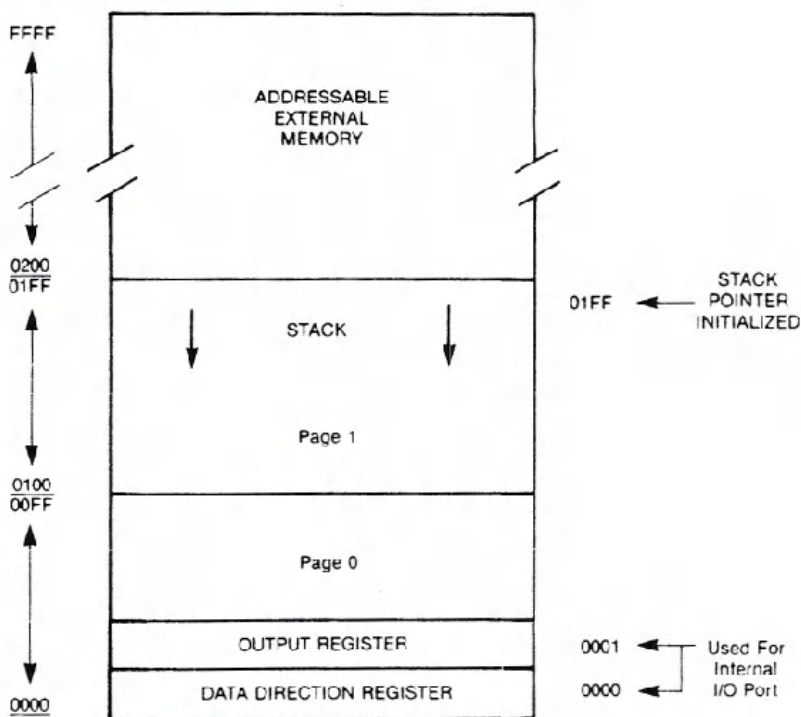 FFFF
ADDRESSABLE
EXTERNAL
MEMORY
0200
01FF
STACK
01FF
STACK
POINTER
INITIALIZED
Page 1
0100
00FF
Page 0
OUTPUT REGISTER
0001
Used For
Internal
I/O Port
DATA DIRECTION REGISTER
0000
0000